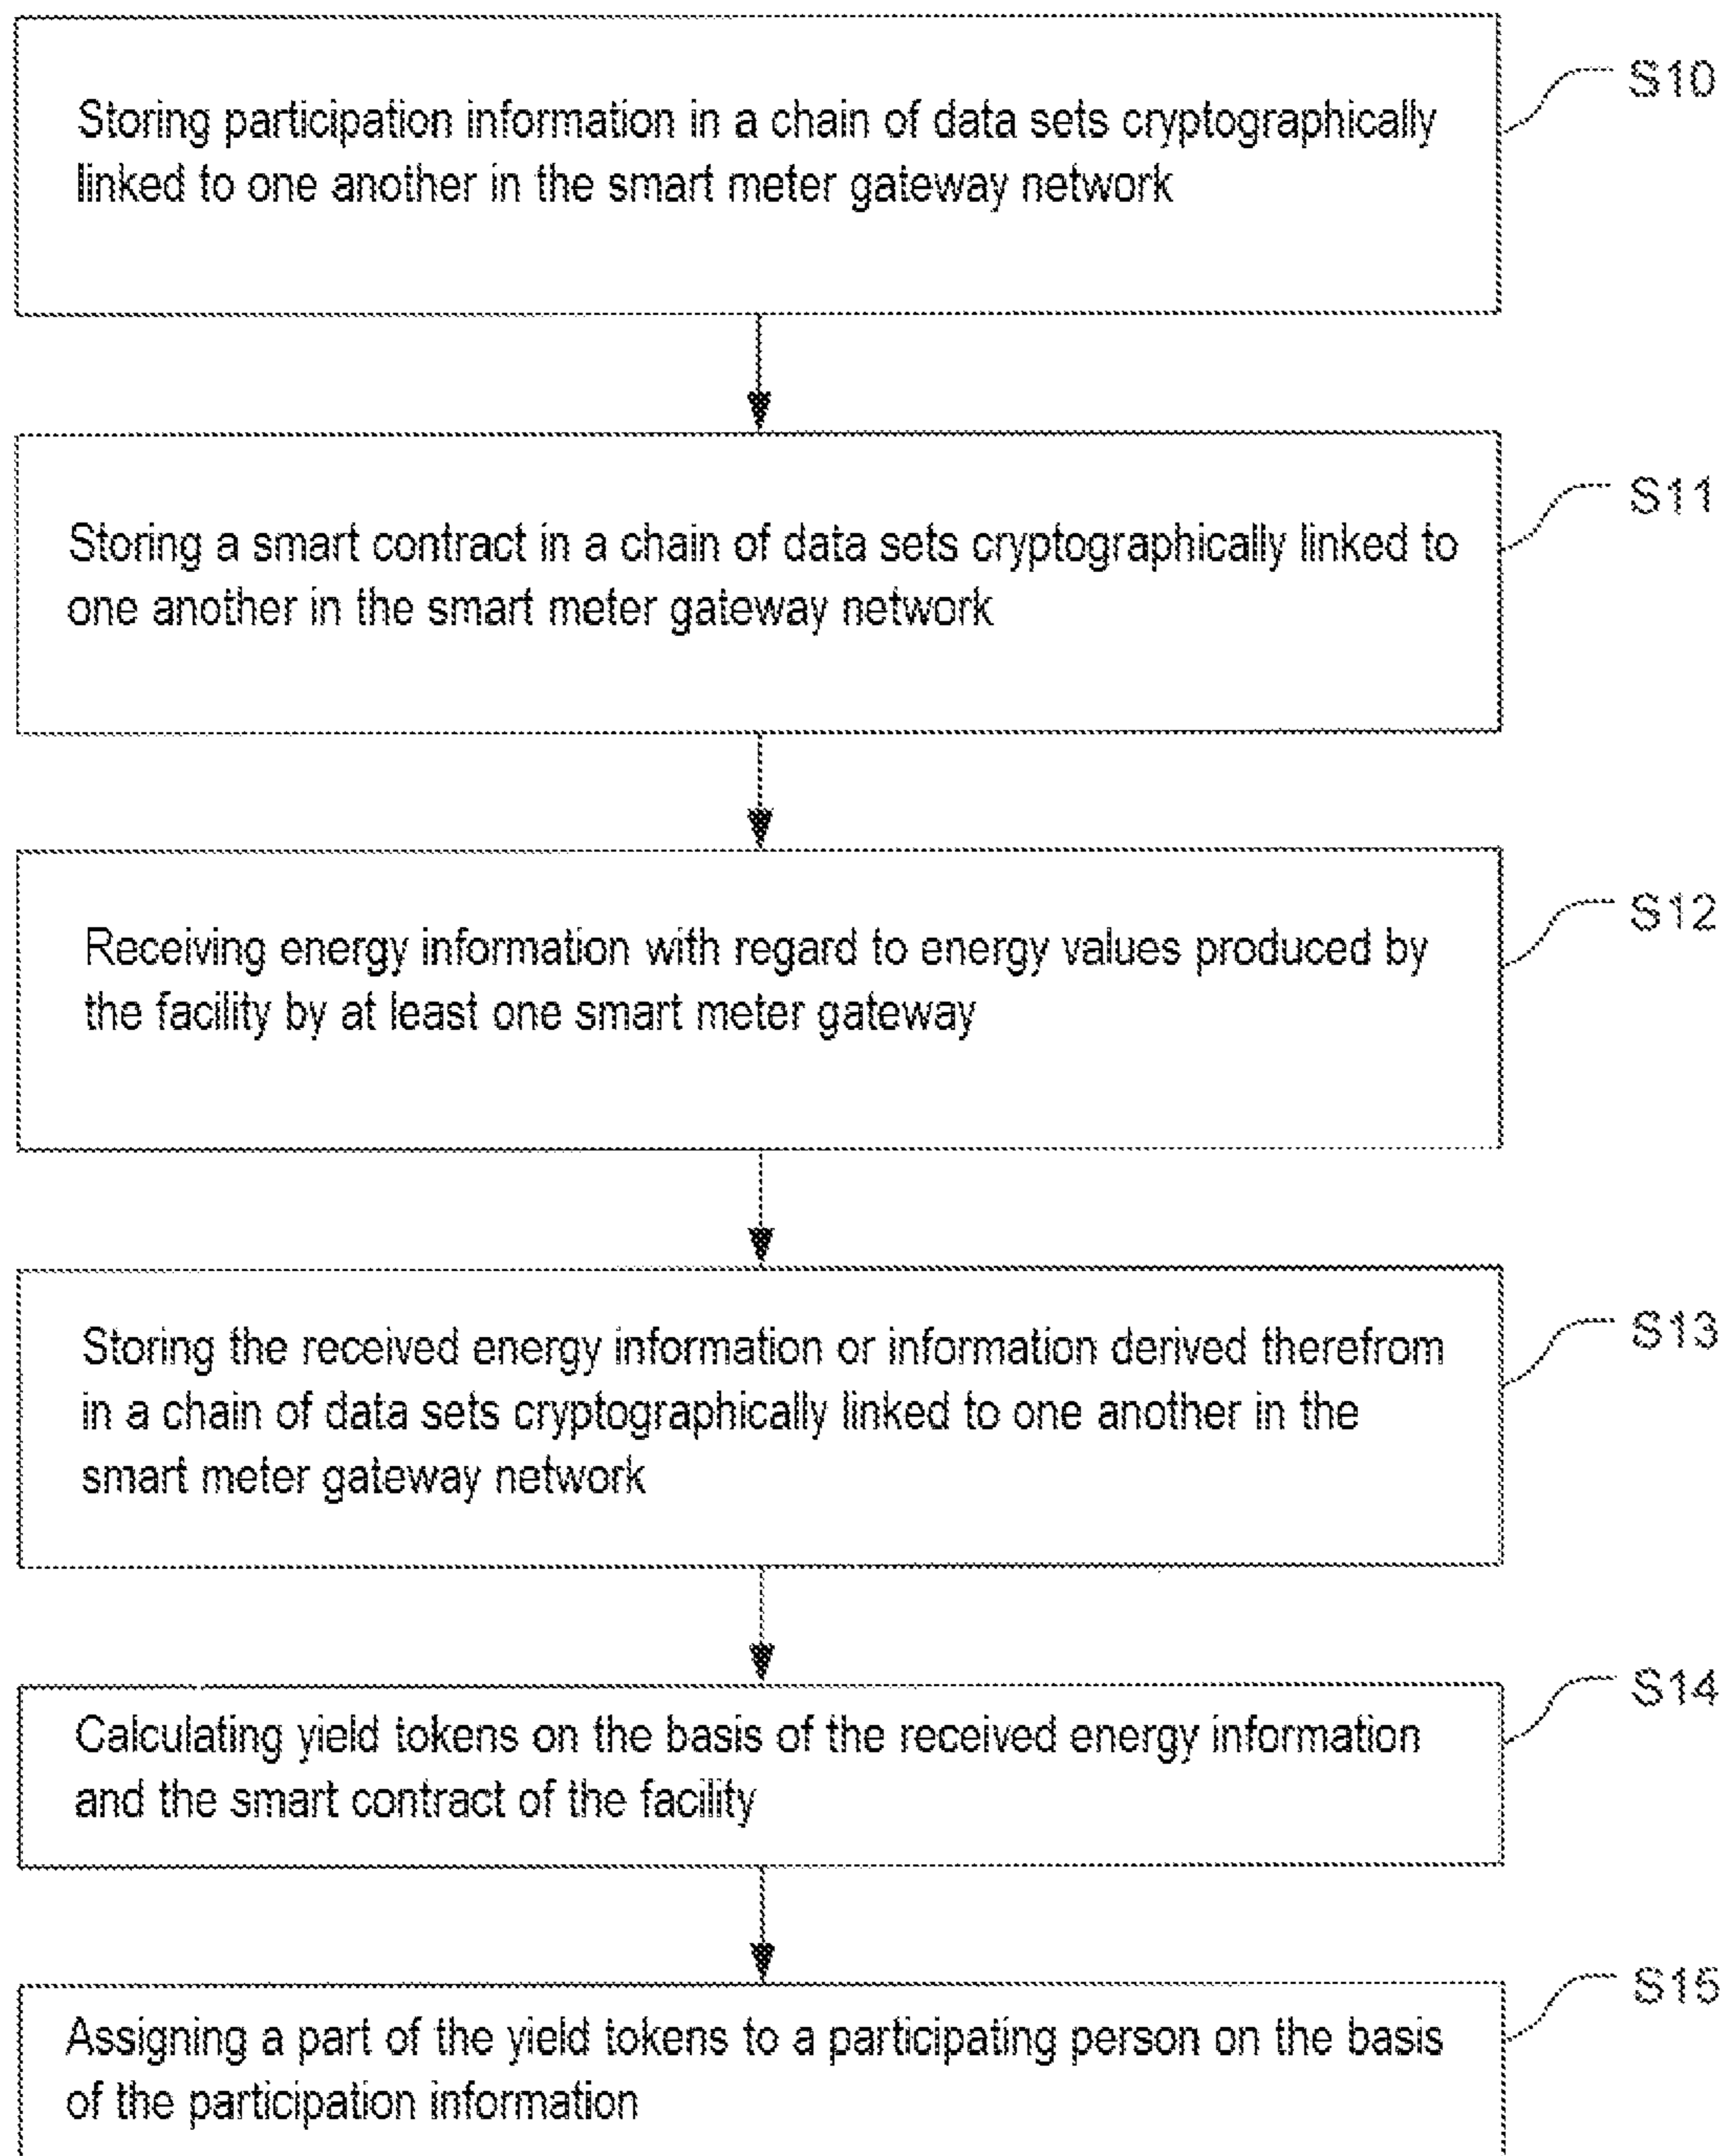 S10
Storing participation information in a chain of data sets cryptographically
linked to one another in the smart meter gateway network
S11
Storing a smart contract in a chain of data sets cryptographically linked to
one another in the smart meter gateway network
S12
Receiving energy information with regard to energy values produced by
the facility by at least one smart meter gateway
S13
Storing the received energy information or information derived therefrom
in a chain of data sets cryptographically linked to one another in the
smart meter gateway network
S14
Calculating yield tokens on the basis of the received energy information
and the smart contract of the facility
S15
Assigning a part of the yield tokens to a participating person on the basis
of the participation information